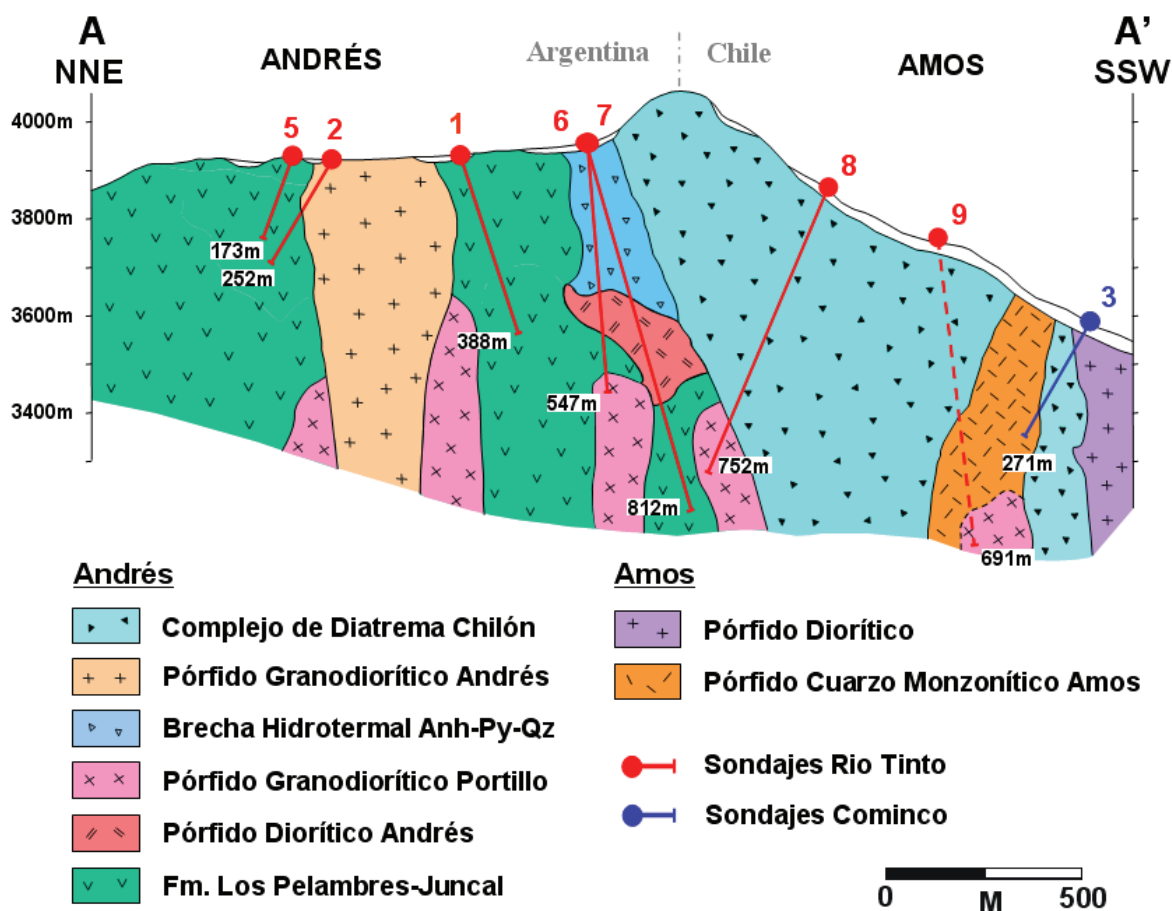 A
NNE
ANDRÉS
Argentina
Chile
AMOS
A'
SSW
4000m
3800m
3600m
3400m
5
2
1
6
7
8
9
3
173m
252m
388m
547m
812m
752m
271m
691m
Andrés
Complejo de Diatrema Chilón
Pórfido Granodiorítico Andrés
Brecha Hidrotermal Anh-Py-Qz
Pórfido Granodiorítico Portillo
Pórfido Diorítico Andrés
Fm. Los Pelambres-Juncal
Amos
Pórfido Diorítico
Pórfido Cuarzo Monzonítico Amos
Sondajes Rio Tinto
Sondajes Cominco
0
M
500